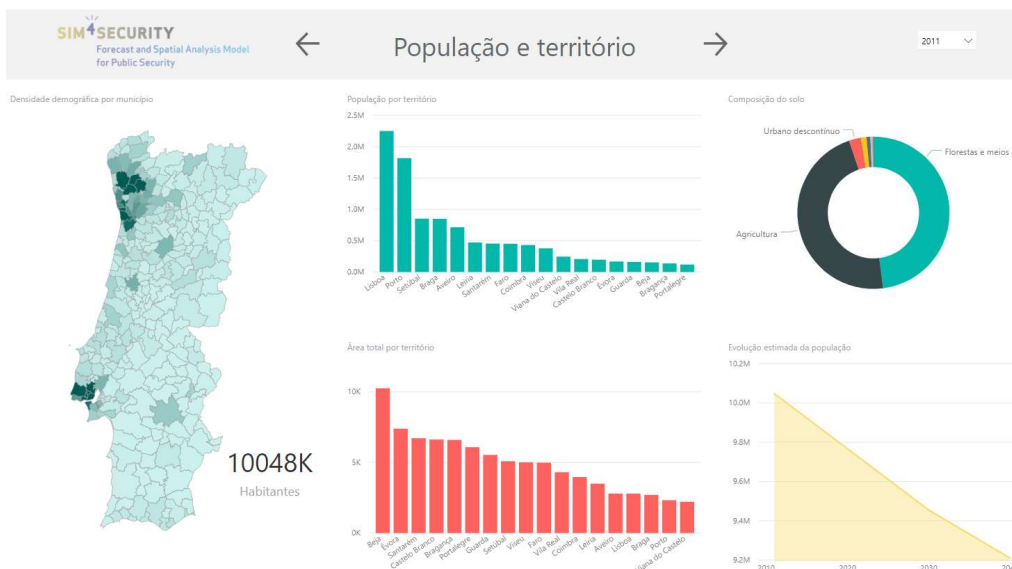 SIM4SECURITY
Forecast and Spatial Analysis Model
for Public Security
População e território
2011
Densidade demográfica por município
10048K
Habitantes
População por território
2.5M
2.0M
1.5M
1.0M
0.5M
0.0M
Lisboa
Porto
Setúbal
Braga
Aveiro
Leiria
Santarém
Faro
Coimbra
Viseu
Viana do Castelo
Vila Real
Castelo Branco
Évora
Guarda
Beja
Bragança
Portalegre
Composição do solo
Urbano descontínuo
Florestas e meios
Agricultura
Área total por território
10K
5K
0K
Beja
Évora
Santarém
Castelo Branco
Bragança
Portalegre
Guarda
Setúbal
Viseu
Faro
Vila Real
Coimbra
Leiria
Aveiro
Lisboa
Braga
Porto
Viana do Castelo
Evolução estimada da população
10.2M
10.0M
9.8M
9.6M
9.4M
9.2M
2010
2020
2030